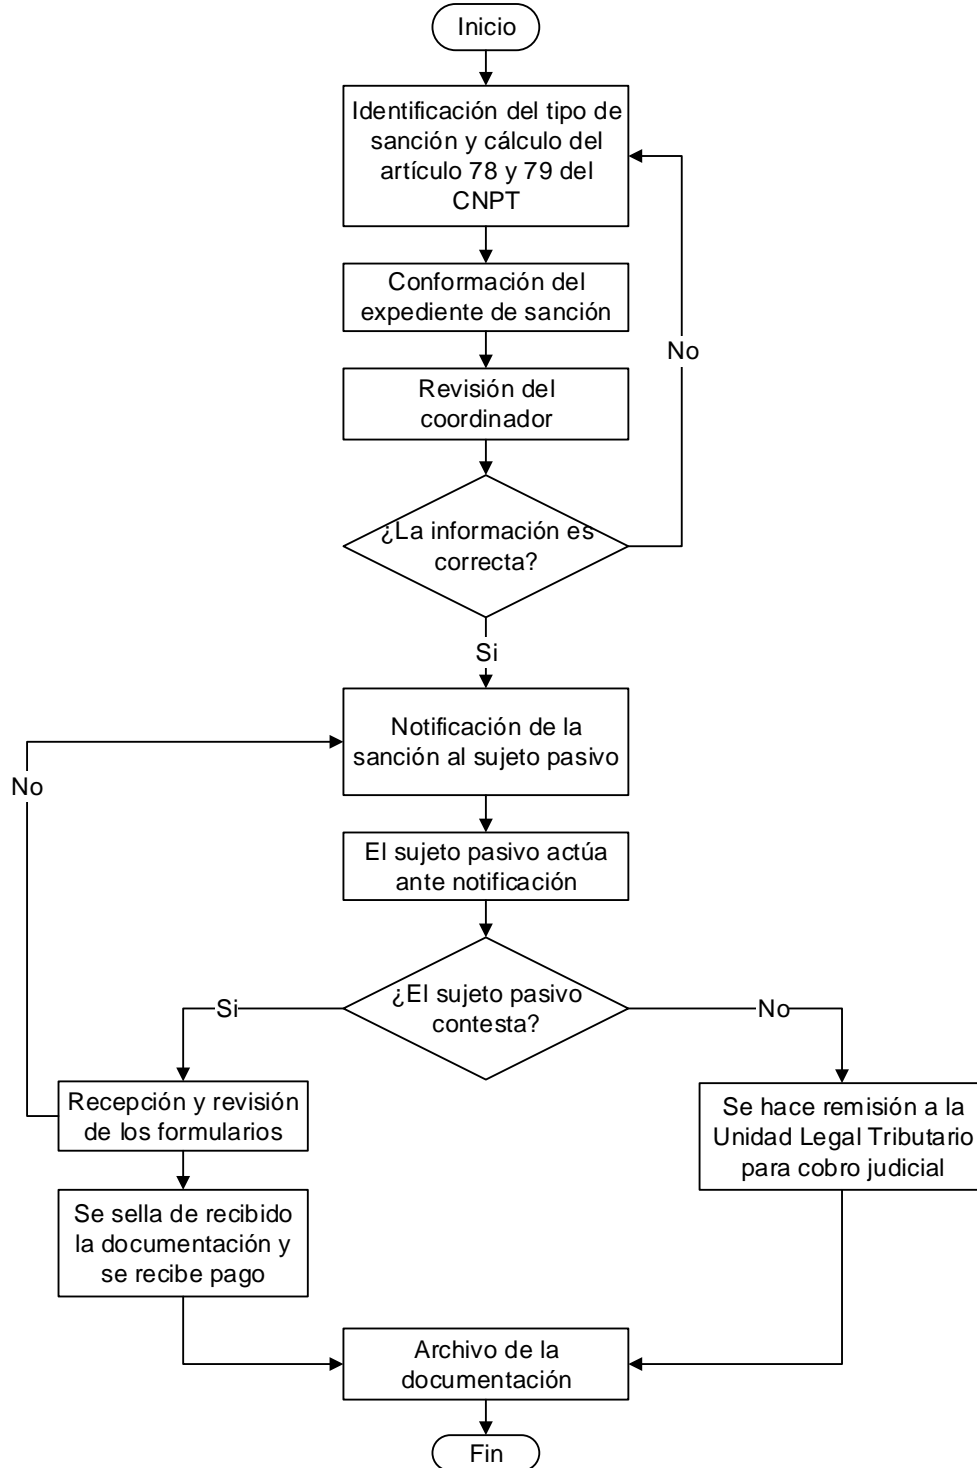 Inicio
Identificación del tipo de
sanción y cálculo del
artículo 78 y 79 del
CNPT
Conformación del
expediente de sanción
No
Revisión del
coordinador
¿La información es
correcta?
Si
Notificación de la
sanción al sujeto pasivo
No
El sujeto pasivo actúa
ante notificación
¿El sujeto pasivo
contesta?
Si
No
Recepción y revisión
de los formularios
Se hace remisión a la
Unidad Legal Tributario
para cobro judicial
Se sella de recibido
la documentación y
se recibe pago
Archivo de la
documentación
Fin